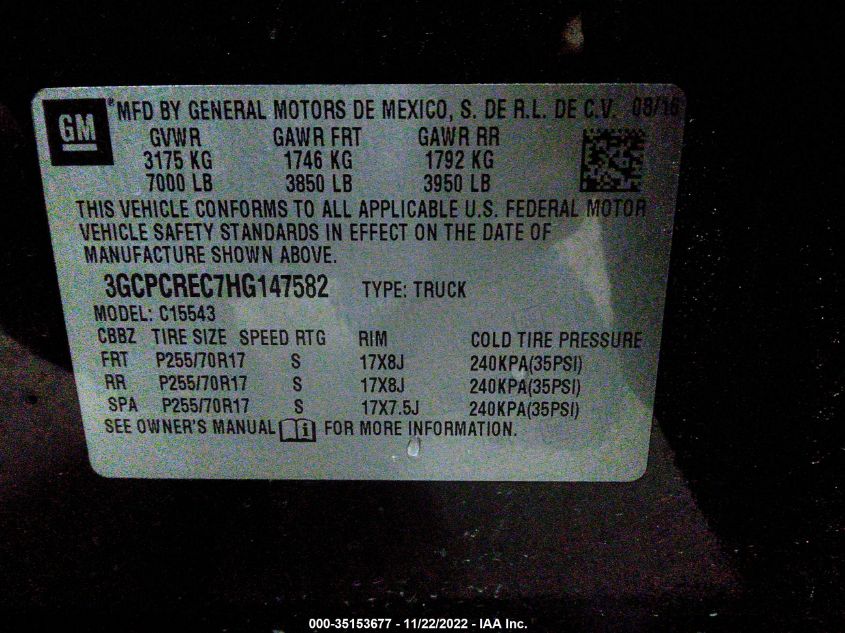 GM ® MFD BY GENERAL MOTORS DE MEXICO, S. DE R.L. DE C.V. 08/16
GVWR GAWR FRT GAWR RR
3175 KG 1746 KG 1792 KG
7000 LB 3850 LB 3950 LB
THIS VEHICLE CONFORMS TO ALL APPLICABLE U.S. FEDERAL MOTOR
VEHICLE SAFETY STANDARDS IN EFFECT ON THE DATE OF
MANUFACTURE SHOWN ABOVE.
3GCPCREC7HG147582 TYPE: TRUCK
MODEL: C15543
CBBZ TIRE SIZE SPEED RTG RIM COLD TIRE PRESSURE
FRT P255/70R17 S 17X8J 240KPA(35PSI)
RR P255/70R17 S 17X8J 240KPA(35PSI)
SPA P255/70R17 S 17X7.5J 240KPA(35PSI)
SEE OWNER'S MANUAL i FOR MORE INFORMATION.
000-35153677 - 11/22/2022 - IAA Inc.